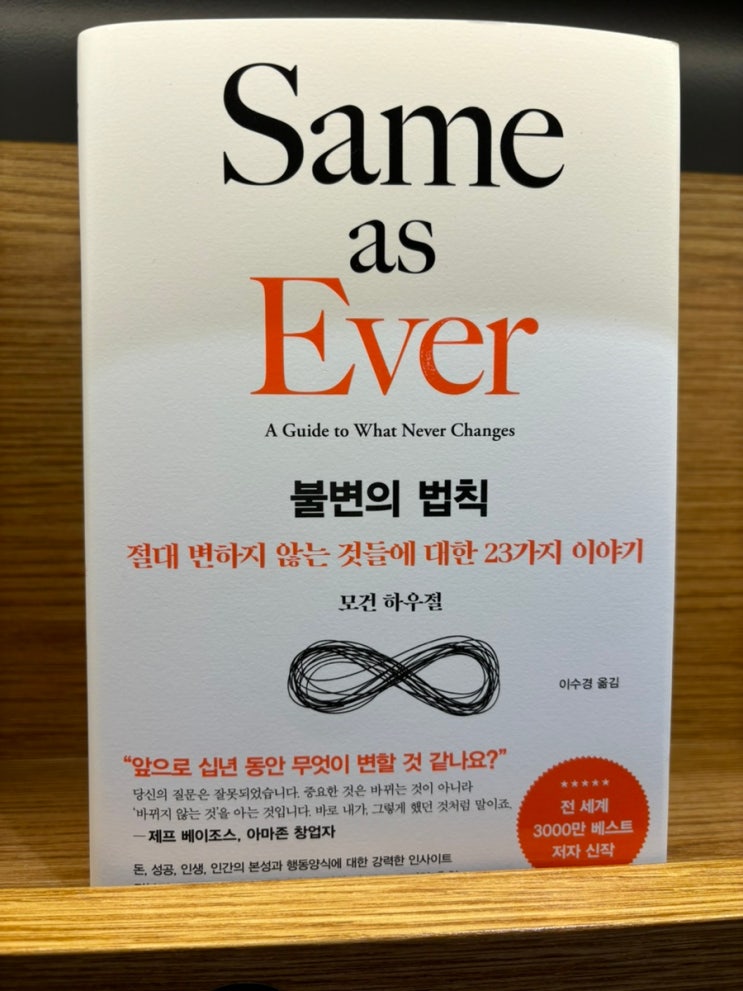 Same
as
Ever
A Guide to What Never Changes
불변의 법칙
절대 변하지 않는 것들에 대한 23가지 이야기
모건 하우절
이수경 옮김
“앞으로 십년 동안 무엇이 변할 것 같나요?”
당신의 질문은 잘못되었습니다. 중요한 것은 바뀌는 것이 아니라
‘바뀌지 않는 것’을 아는 것입니다. 바로 내가, 그렇게 했던 것처럼 말이죠.
— 제프 베이조스, 아마존 창업자
돈, 성공, 인생, 인간의 본성과 행동양식에 대한 강력한 인사이트
★★★★★
전 세계
3000만 베스트
저자 신작